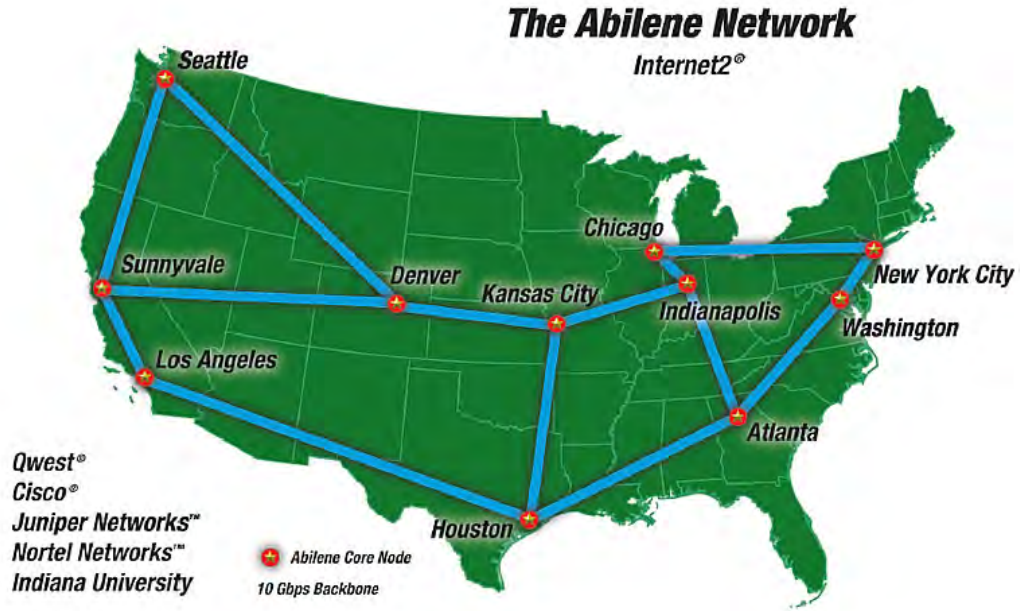 The Abilene Network
Internet2®
Seattle
Chicago
New York City
Sunnyvale
Denver
Kansas City
Indianapolis
Washington
Los Angeles
Atlanta
Houston
Qwest®
Cisco®
Juniper Networks™
Nortel Networks™
Indiana University
Abilene Core Node
10 Gbps Backbone